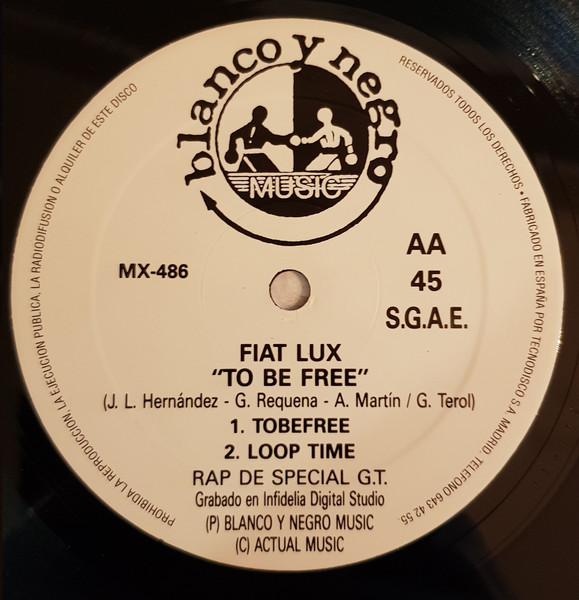 blanco y negro
MUSIC
MX-486
AA
45
S.G.A.E.
FIAT LUX
"TO BE FREE"
(J. L. Hernández - G. Requena - A. Martín / G. Terol)
1. TOBEFREE
2. LOOP TIME
RAP DE SPECIAL G.T.
Grabado en Infidelia Digital Studio
(P) BLANCO Y NEGRO MUSIC
(C) ACTUAL MUSIC
PROHIBIDA LA REPRODUCCION, LA EJECUCION PUBLICA, LA RADIODIFUSION O ALQUILER DE ESTE DISCO
RESERVADOS TODOS LOS DERECHOS • FABRICADO EN ESPAÑA POR TECNODISCO S.A. MADRID. TELEFONO 643 42 55